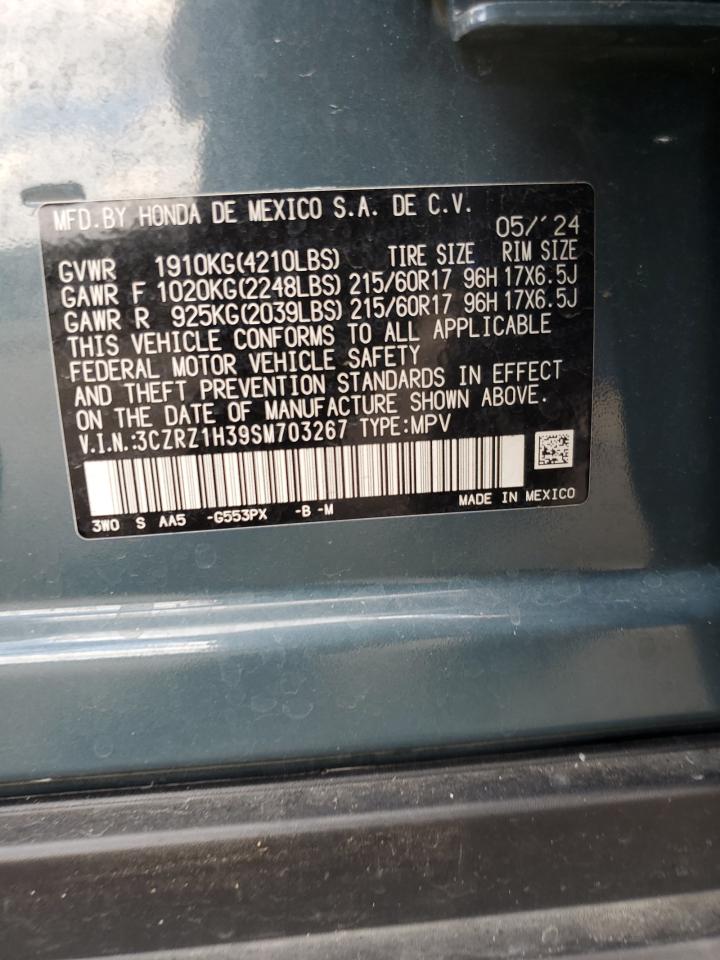 MFD.BY HONDA DE MEXICO S.A. DE C.V.
05/'24
GVWR 1910KG(4210LBS) TIRE SIZE RIM SIZE
GAWR F 1020KG(2248LBS) 215/60R17 96H 17X6.5J
GAWR R 925KG(2039LBS) 215/60R17 96H 17X6.5J
THIS VEHICLE CONFORMS TO ALL APPLICABLE
FEDERAL MOTOR VEHICLE SAFETY
AND THEFT PREVENTION STANDARDS IN EFFECT
ON THE DATE OF MANUFACTURE SHOWN ABOVE.
V.I.N.:3CZRZ1H39SM703267 TYPE:MPV
3W0 S AA5 -G553PX -B -M MADE IN MEXICO